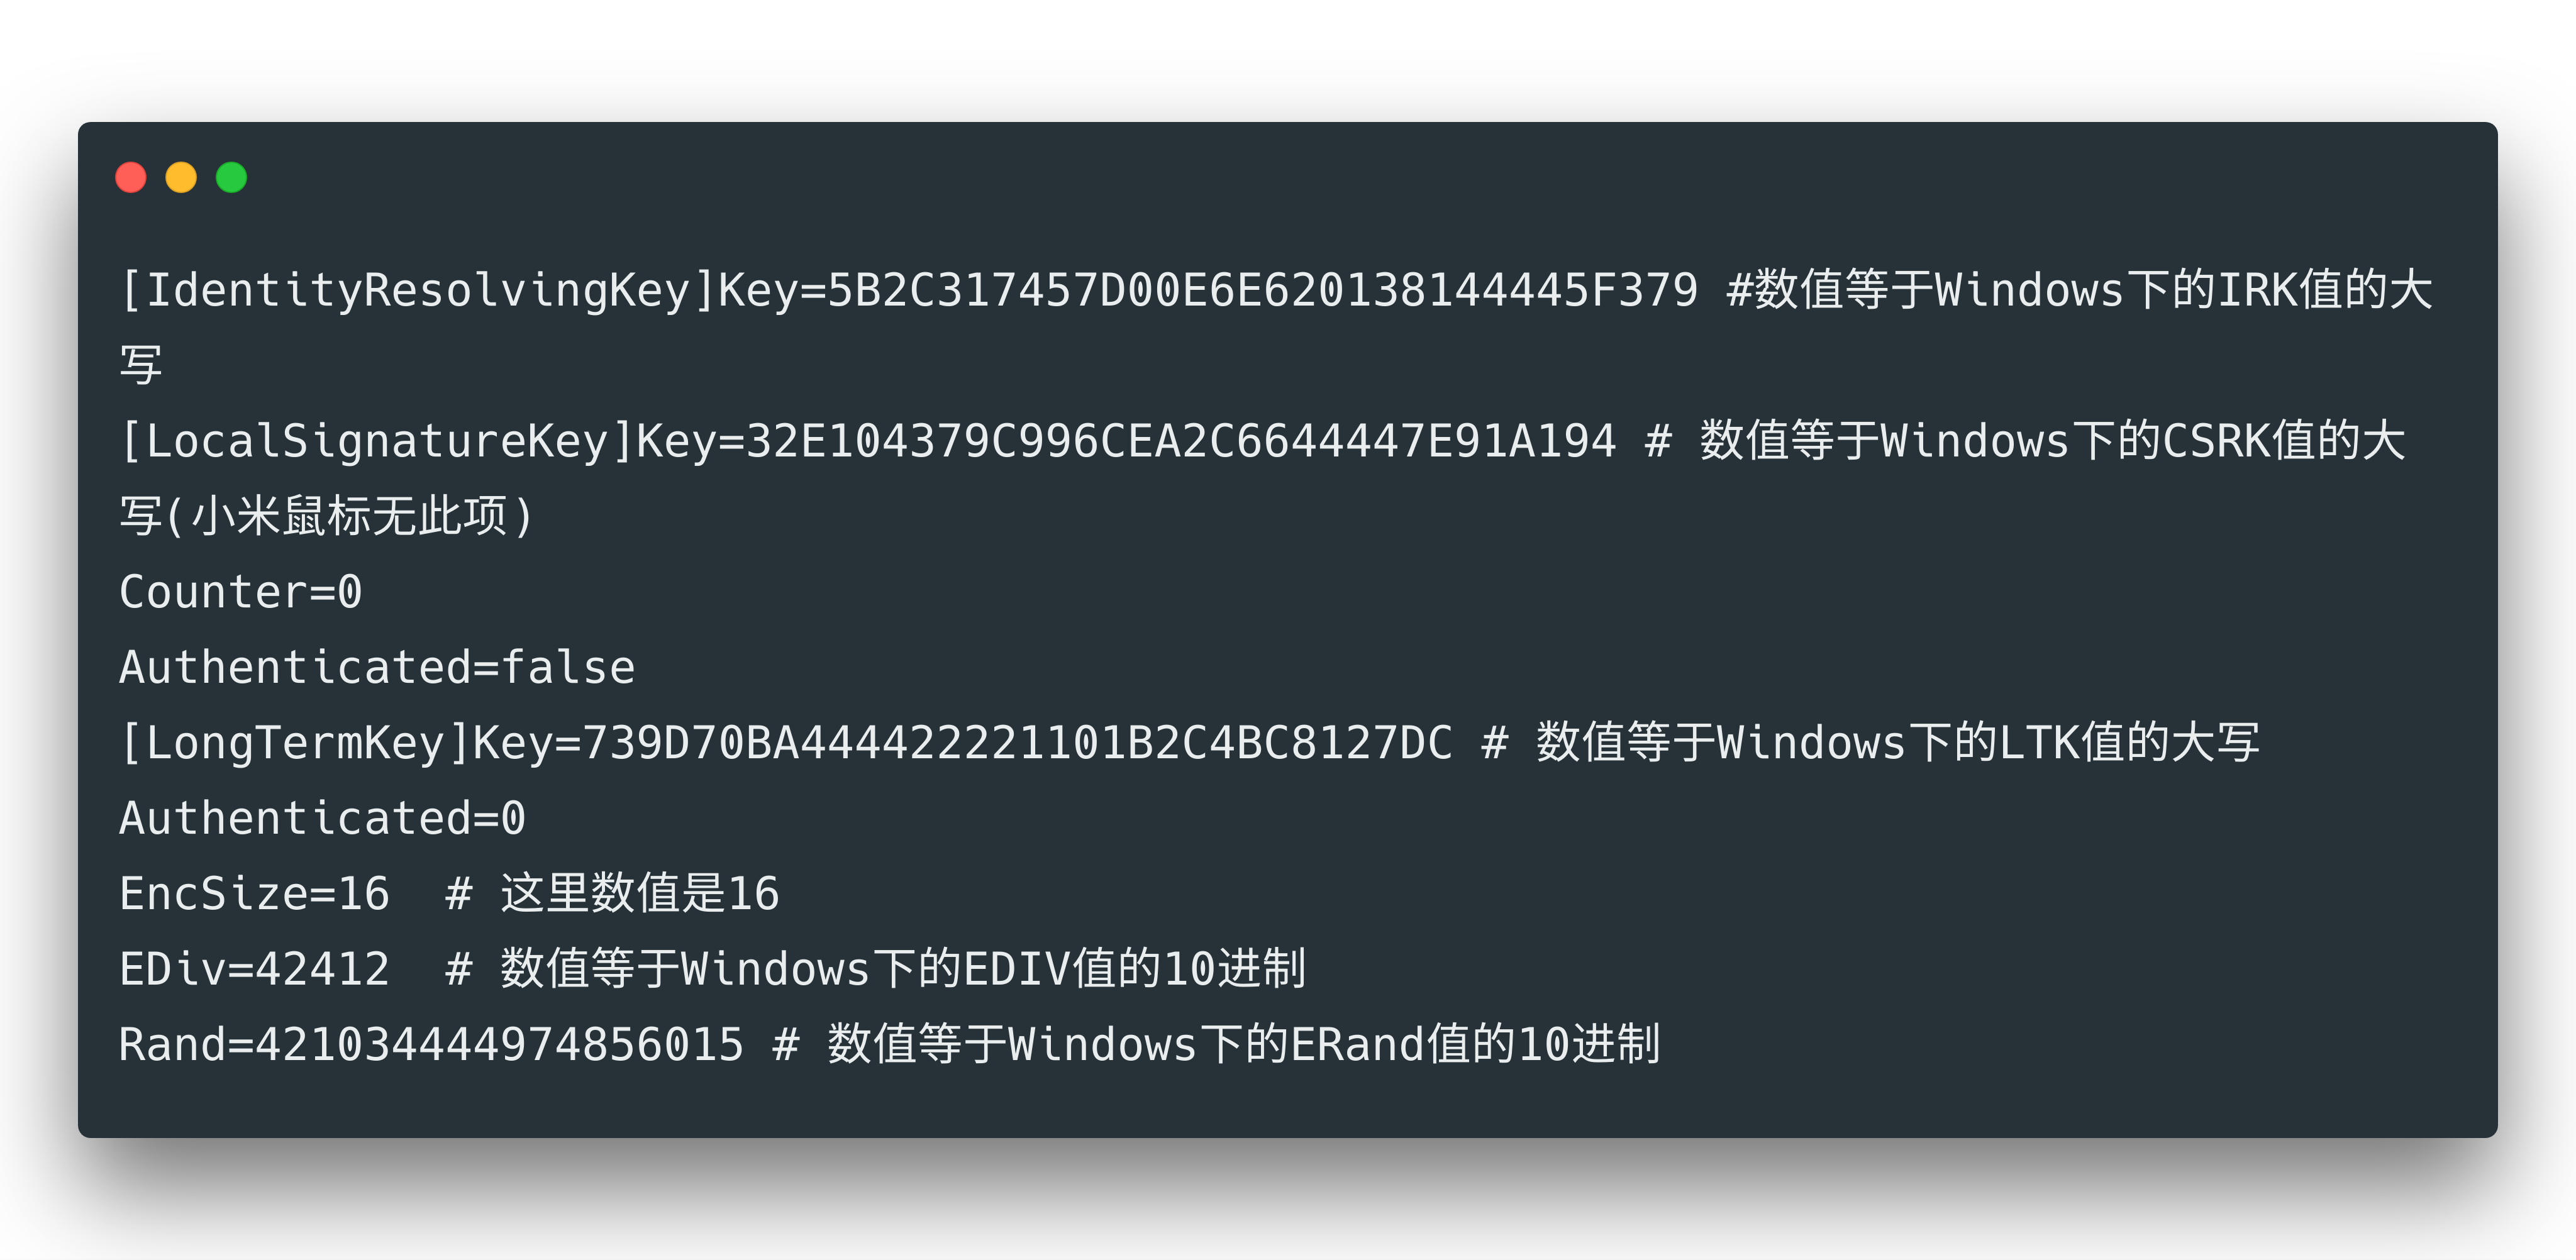 [IdentityResolvingKey]Key=5B2C317457D00E6E620138144445F379 #数值等于Windows下的IRK值的大
写
[LocalSignatureKey]Key=32E104379C996CEA2C6644447E91A194 # 数值等于Windows下的CSRK值的大
写(小米鼠标无此项)
Counter=0
Authenticated=false
[LongTermKey]Key=739D70BA444422221101B2C4BC8127DC # 数值等于Windows下的LTK值的大写
Authenticated=0
EncSize=16  # 这里数值是16
EDiv=42412  # 数值等于Windows下的EDIV值的10进制
Rand=421034444974856015 # 数值等于Windows下的ERand值的10进制